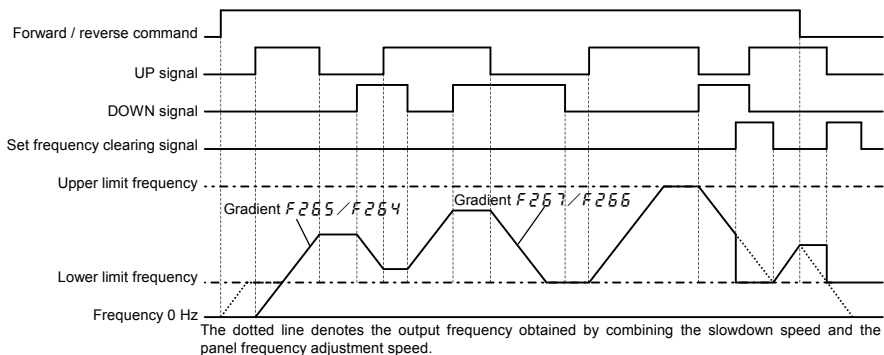 Forward / reverse command
UP signal
DOWN signal
Set frequency clearing signal
Upper limit frequency
Gradient F265/F264
Gradient F267/F266
Lower limit frequency
Frequency 0 Hz
The dotted line denotes the output frequency obtained by combining the slowdown speed and the
panel frequency adjustment speed.